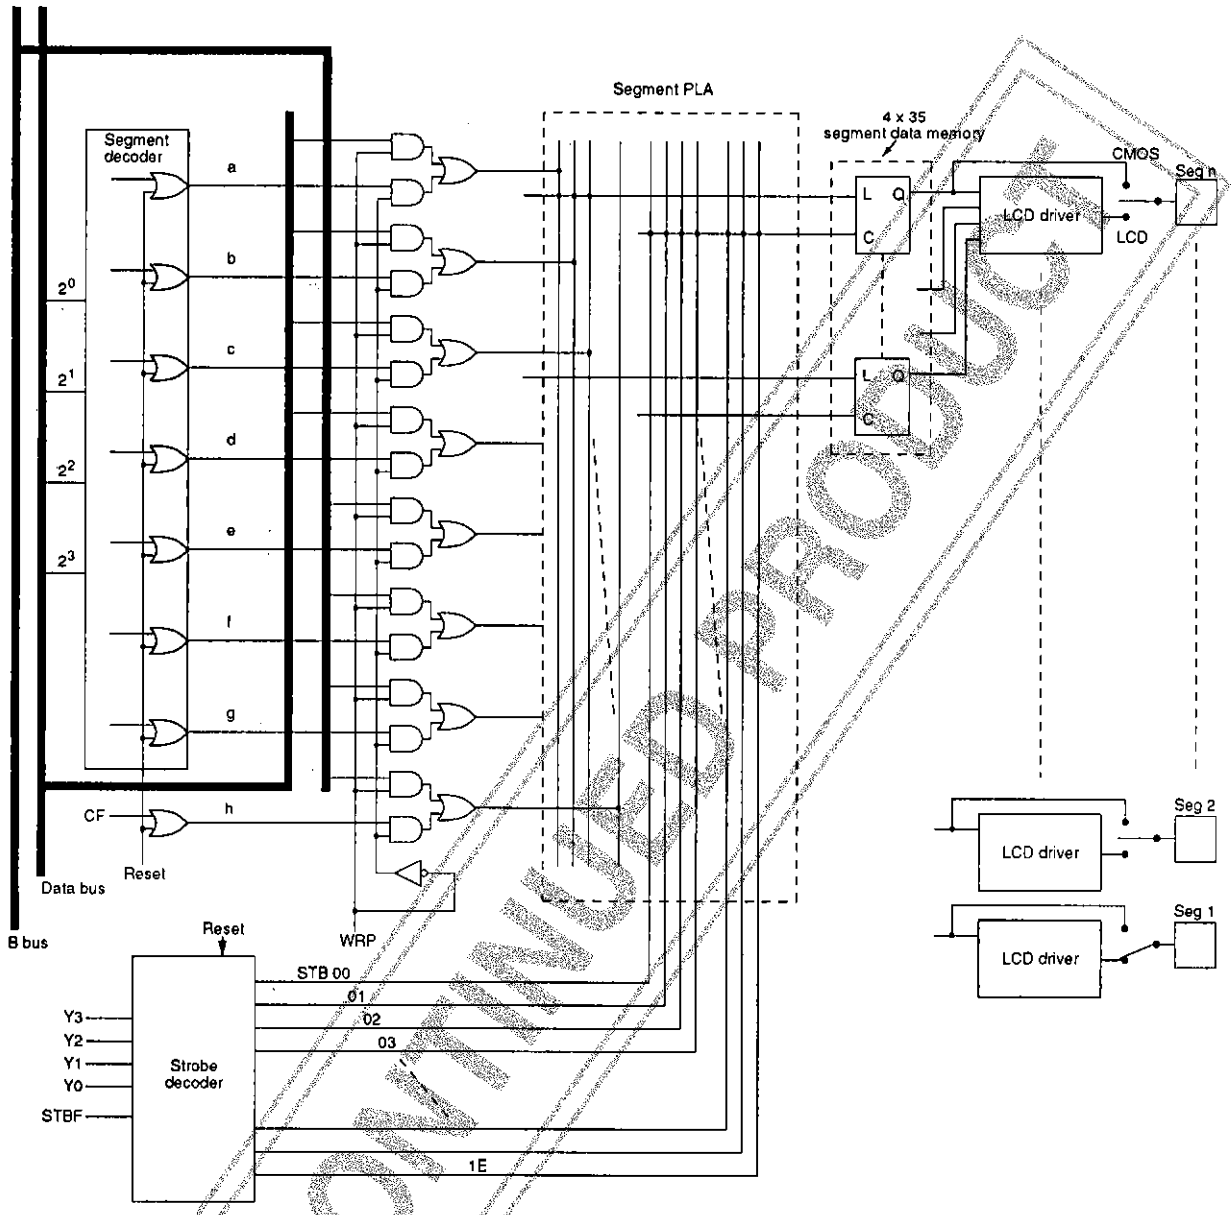 Segment PLA
4 x 35
segment data memory
Segment
decoder
a
CMOS
Seg n
L Q
C
LCD driver
LCD
b
2⁰
c
2¹
L Q
C
d
2²
e
2³
f
g
CF
h
Reset
Data bus
B bus
WRP
Seg 2
LCD driver
Seg 1
LCD driver
Reset
STB 00
01
02
03
1E
Y3
Y2
Y1
Y0
STBF
Strobe
decoder
ONTINUED PRODUCT